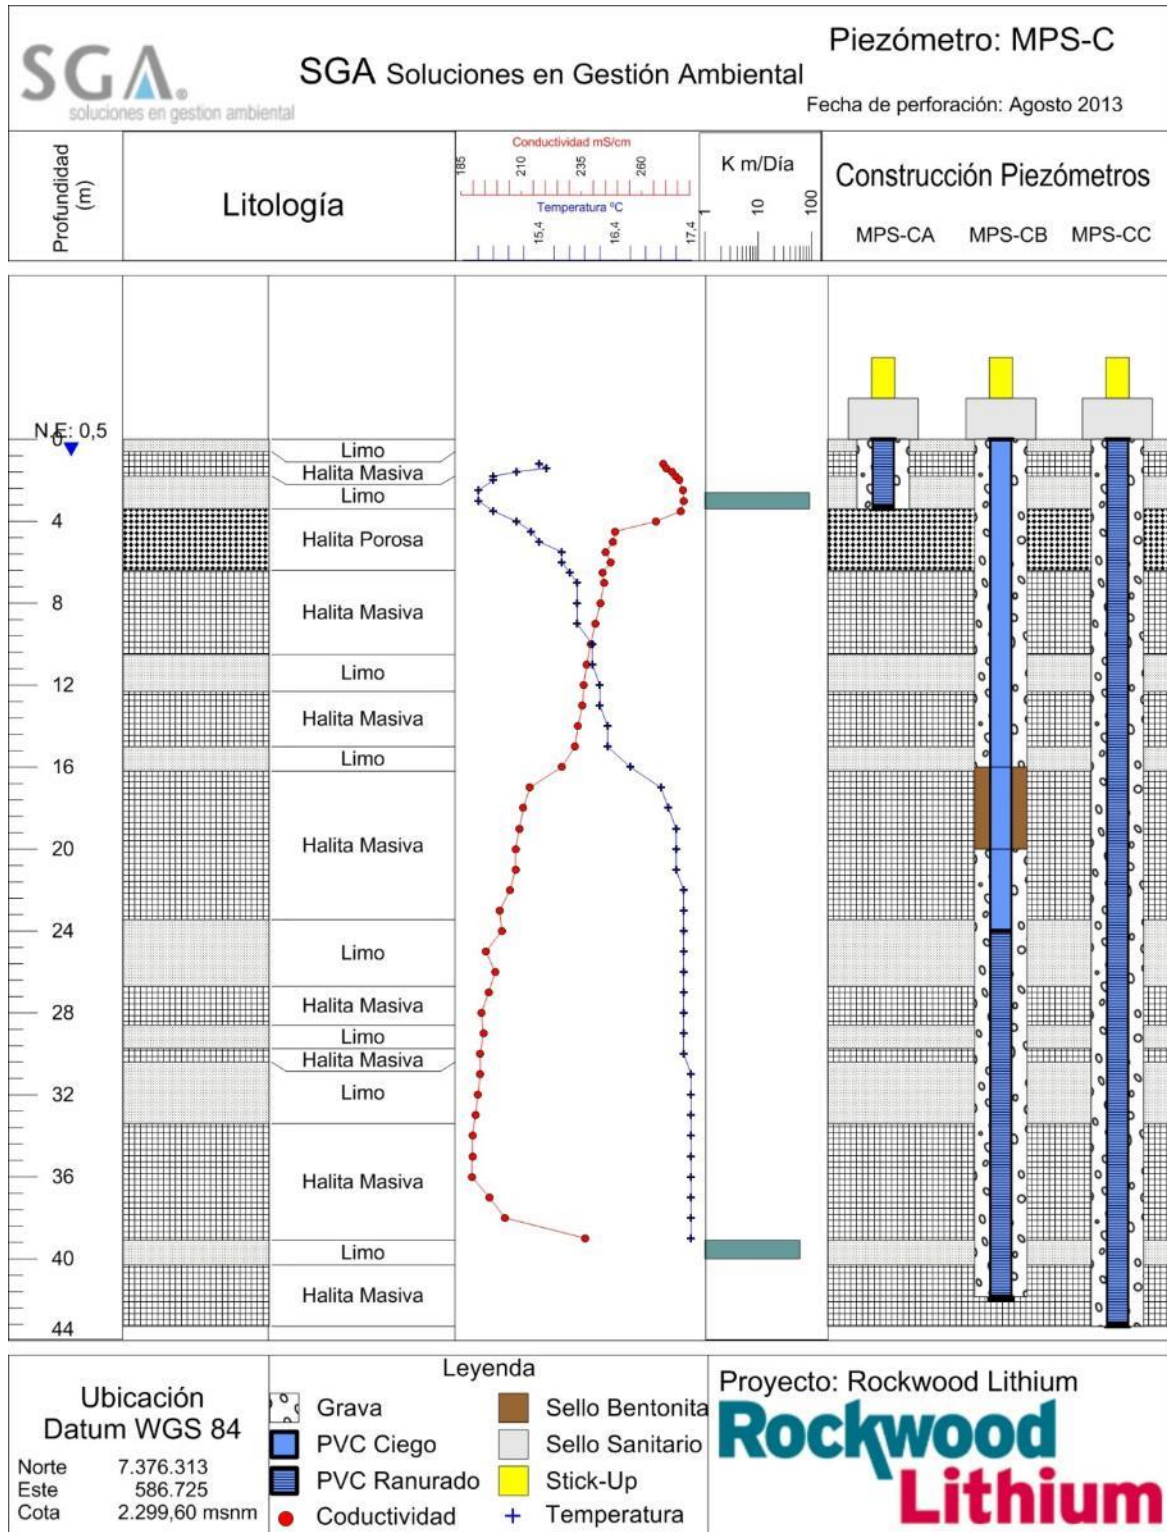 SGA®
soluciones en gestion ambiental
SGA Soluciones en Gestión Ambiental
Piezómetro: MPS-C
Fecha de perforación: Agosto 2013
Profundidad
(m)
Litología
Conductividad mS/cm
185 210 235 260
Temperatura ºC
15,4 16,4 17,4
K m/Día
1 10 100
Construcción Piezómetros
MPS-CA MPS-CB MPS-CC
N.E: 0,5
0
Limo
Halita Masiva
Limo
4
Halita Porosa
8
Halita Masiva
Limo
12
Halita Masiva
Limo
16
Halita Masiva
20
24
Limo
28
Halita Masiva
Limo
Halita Masiva
32
Limo
36
Halita Masiva
40
Limo
Halita Masiva
44
Ubicación
Datum WGS 84
Norte 7.376.313
Este 586.725
Cota 2.299,60 msnm
Leyenda
Grava
PVC Ciego
PVC Ranurado
Coductividad
Sello Bentonita
Sello Sanitario
Stick-Up
Temperatura
Proyecto: Rockwood Lithium
Rockwood
Lithium